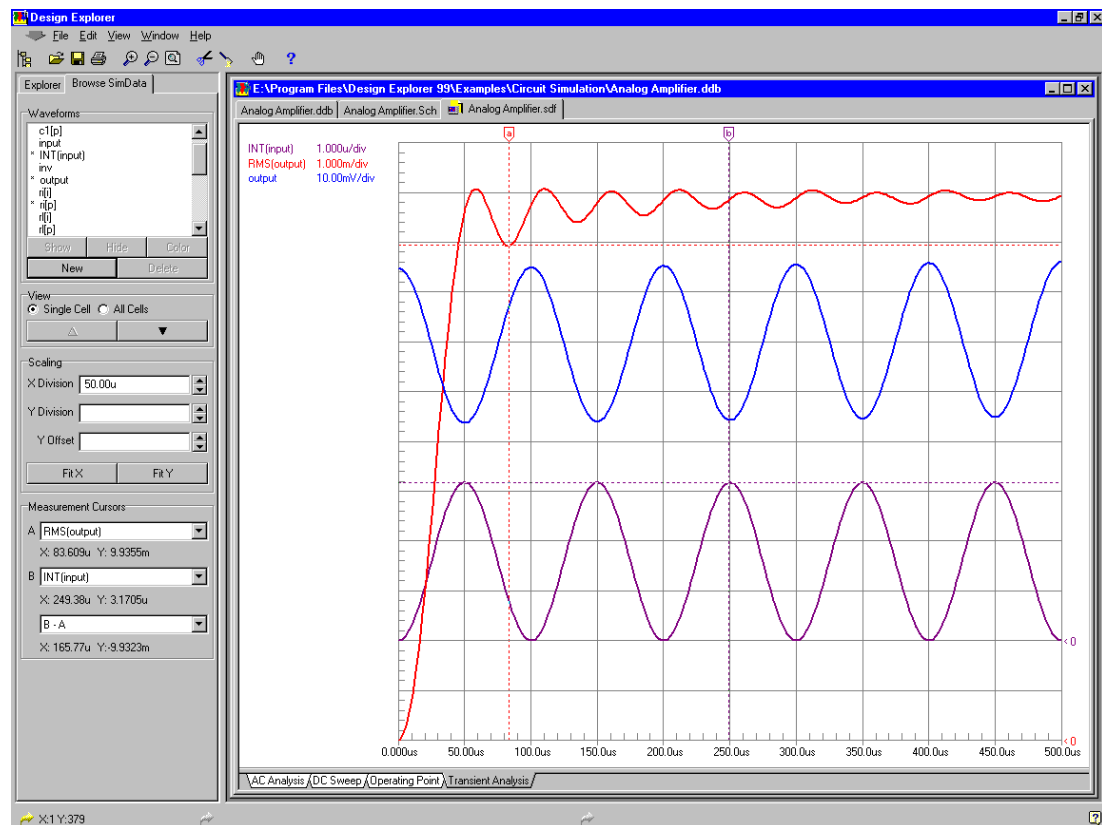 Design Explorer
File Edit View Window Help
Explorer Browse SimData
Waveforms
c1[p]
input
* INT(input)
inv
* output
ri[i]
* ri[p]
rl[i]
rl[p]
Show Hide Color
New Delete
View
Single Cell All Cells
Scaling
X Division 50.00u
Y Division
Y Offset
Fit X Fit Y
Measurement Cursors
A RMS(output)
X: 83.609u Y: 9.9355m
B INT(input)
X: 249.38u Y: 3.1705u
B - A
X: 165.77u Y:-9.9323m
E:\Program Files\Design Explorer 99\Examples\Circuit Simulation\Analog Amplifier.ddb
Analog Amplifier.ddb Analog Amplifier.Sch Analog Amplifier.sdf
a b
INT(input) 1.000u/div
RMS(output) 1.000m/div
output 10.00mV/div
<0
<0
0.000us 50.00us 100.0us 150.0us 200.0us 250.0us 300.0us 350.0us 400.0us 450.0us 500.0us
AC Analysis DC Sweep Operating Point Transient Analysis
X:1 Y:379